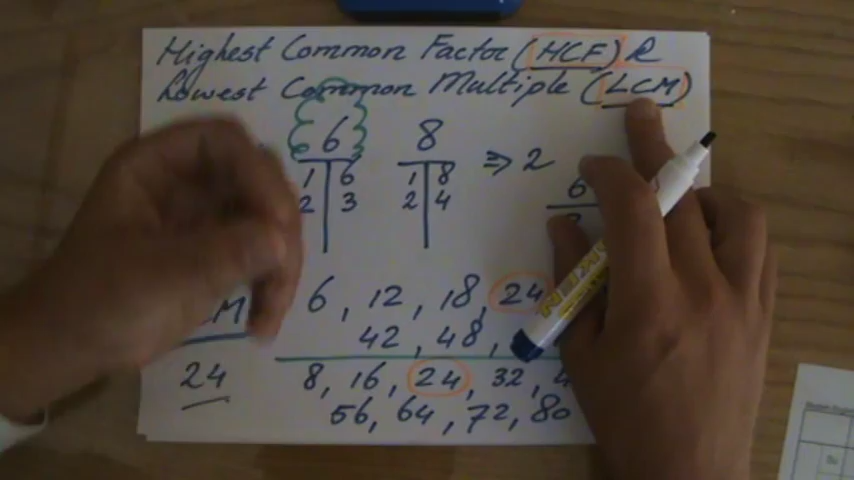 Highest Common Factor (HCF) &
Lowest Common Multiple (LCM)
6 8
1 6 1 8 ⇒ 2 6
2 3 2 4
6, 12, 18, 24
42, 48,
24 8, 16, 24, 32,
56, 64, 72, 80